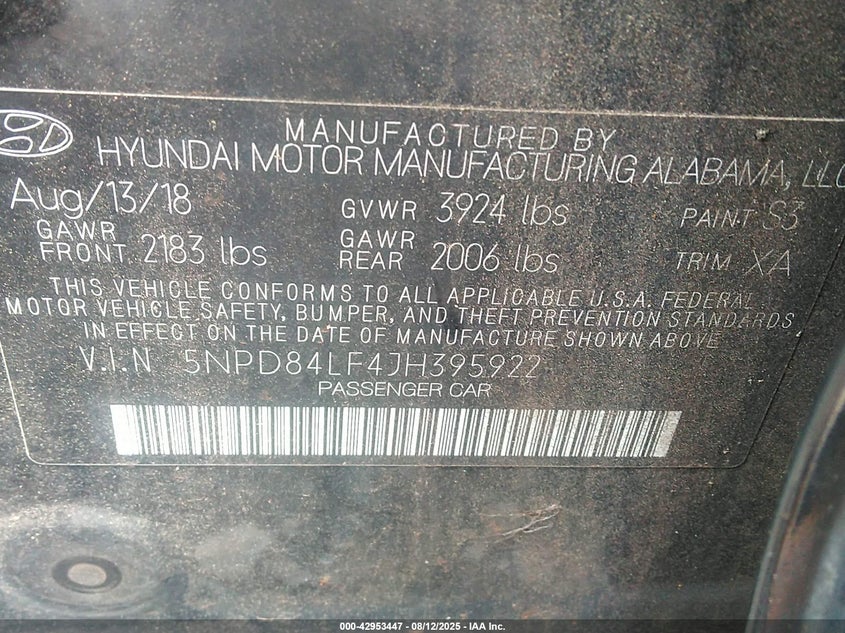 MANUFACTURED BY
HYUNDAI MOTOR MANUFACTURING ALABAMA, LLC
Aug/13/18 GVWR 3924 lbs PAINT S3
GAWR FRONT 2183 lbs GAWR REAR 2006 lbs TRIM XA
THIS VEHICLE CONFORMS TO ALL APPLICABLE U.S.A. FEDERAL
MOTOR VEHICLE SAFETY, BUMPER, AND THEFT PREVENTION STANDARDS
IN EFFECT ON THE DATE OF MANUFACTURE SHOWN ABOVE
V.I.N 5NPD84LF4JH395922
PASSENGER CAR
000-42953447 - 08/12/2025 - IAA Inc.